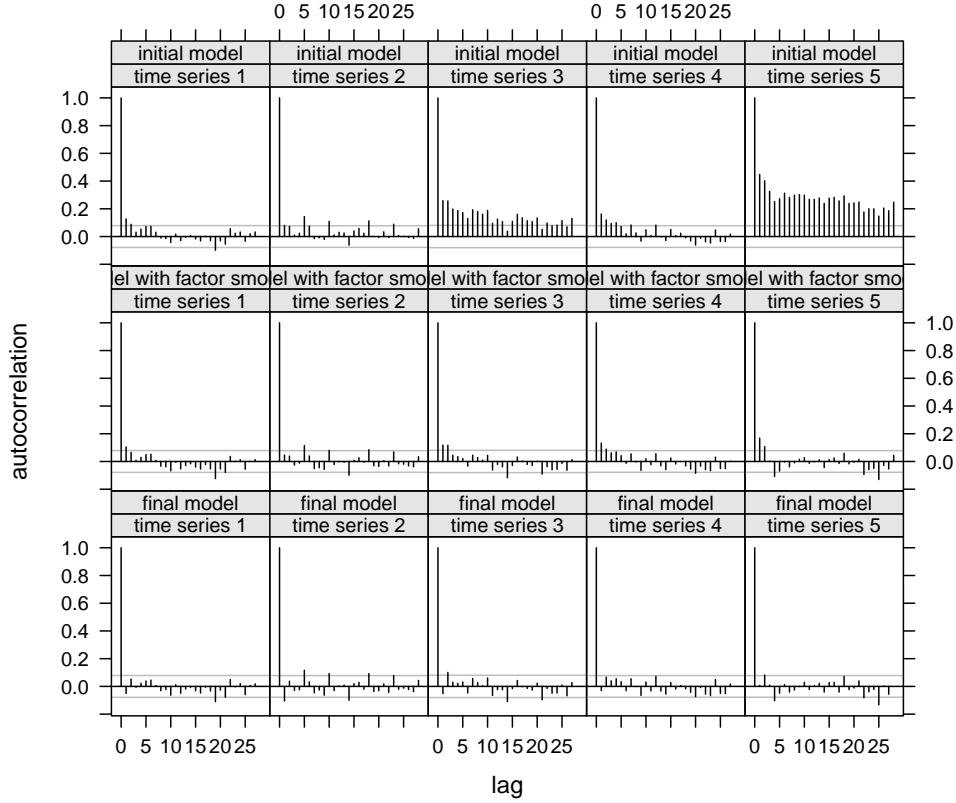 0 5 10 15 20 25 0 5 10 15 20 25
initial model initial model initial model initial model initial model
time series 1 time series 2 time series 3 time series 4 time series 5
1.0
0.8
0.6
0.4
0.2
0.0
el with factor smo el with factor smo el with factor smo el with factor smo el with factor smo
time series 1 time series 2 time series 3 time series 4 time series 5
1.0
0.8
0.6
0.4
0.2
0.0
autocorrelation
final model final model final model final model final model
time series 1 time series 2 time series 3 time series 4 time series 5
1.0
0.8
0.6
0.4
0.2
0.0
0 5 10 15 20 25 0 5 10 15 20 25 0 5 10 15 20 25
lag